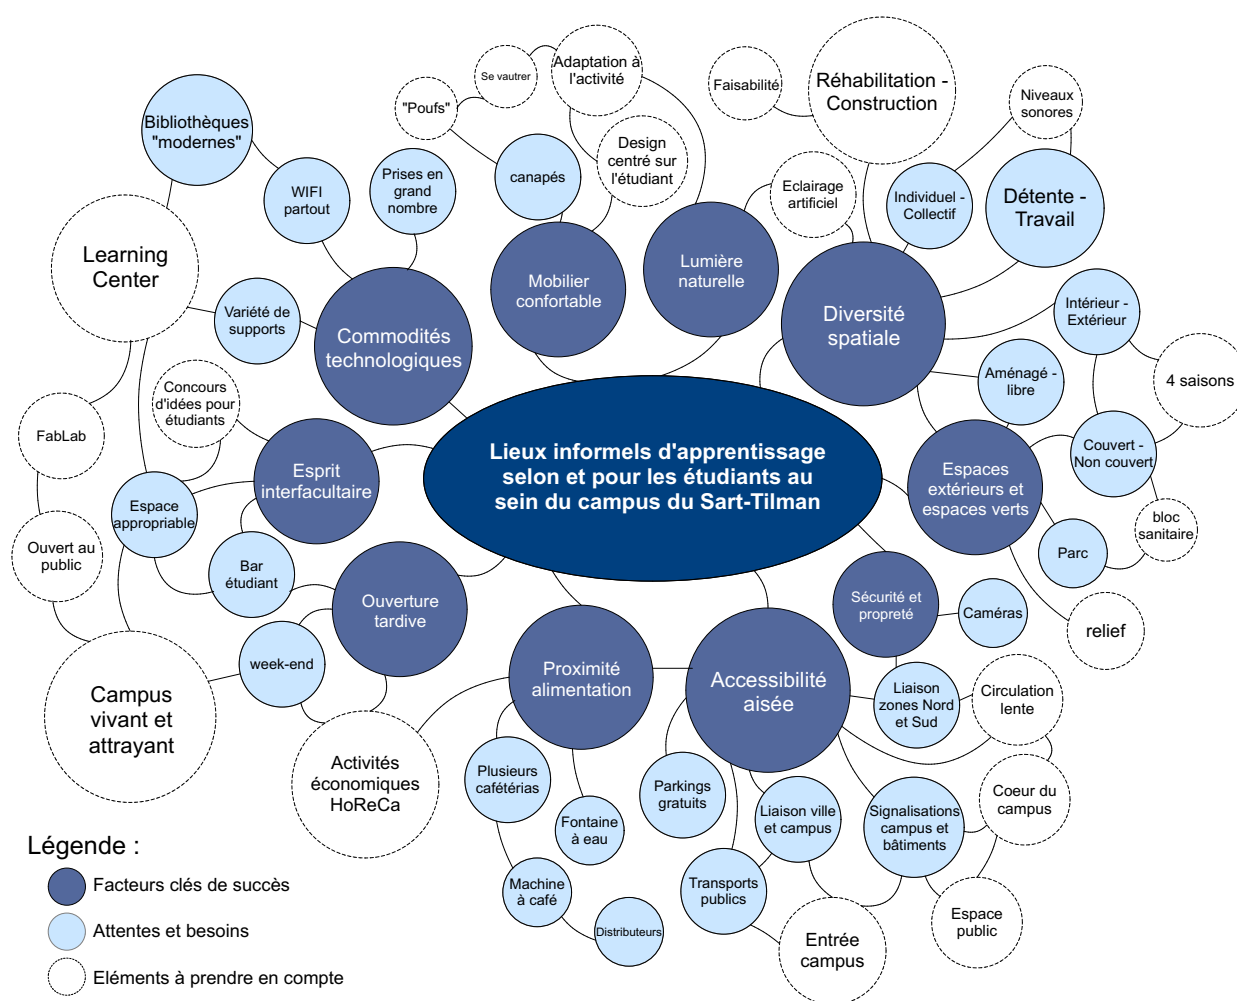 Se vautrer
Adaptation à
l'activité
Faisabilité
Réhabilitation -
Construction
Niveaux
sonores
"Poufs"
Bibliothèques
"modernes"
Design
centré sur
l'étudiant
WIFI
partout
Prises en
grand
nombre
canapés
Eclairage
artificiel
Individuel -
Collectif
Détente -
Travail
Learning
Center
Mobilier
confortable
Lumière
naturelle
Variété de
supports
Commodités
technologiques
Diversité
spatiale
Intérieur -
Extérieur
Aménagé -
libre
4 saisons
Concours
d'idées pour
étudiants
FabLab
Esprit
interfacultaire
Lieux informels d'apprentissage
selon et pour les étudiants au
sein du campus du Sart-Tilman
Espaces
extérieurs et
espaces verts
Couvert -
Non couvert
Espace
appropriable
bloc
sanitaire
Ouvert au
public
Bar
étudiant
Parc
Ouverture
tardive
Sécurité et
propreté
Caméras
relief
week-end
Proximité
alimentation
Accessibilité
aisée
Liaison
zones Nord
et Sud
Circulation
lente
Campus
vivant et
attrayant
Activités
économiques
HoReCa
Plusieurs
cafétérias
Parkings
gratuits
Liaison ville
et campus
Signalisations
campus et
bâtiments
Coeur du
campus
Fontaine
à eau
Machine
à café
Transports
publics
Distributeurs
Entrée
campus
Espace
public
Légende :
Facteurs clés de succès
Attentes et besoins
Eléments à prendre en compte